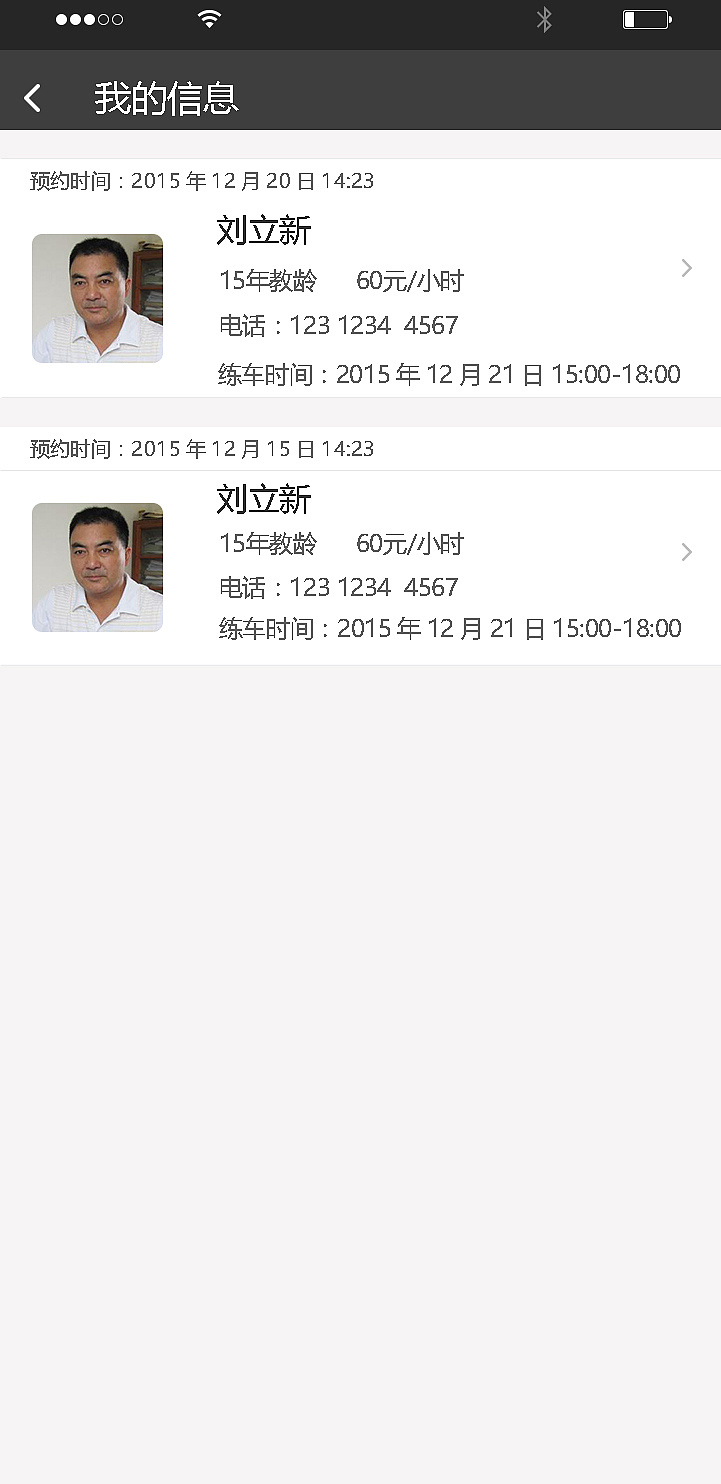 我的信息
预约时间：2015 年 12 月 20 日 14:23
刘立新
15年教龄 60元/小时
电话：123 1234 4567
练车时间：2015 年 12 月 21 日 15:00-18:00
预约时间：2015 年 12 月 15 日 14:23
刘立新
15年教龄 60元/小时
电话：123 1234 4567
练车时间：2015 年 12 月 21 日 15:00-18:00